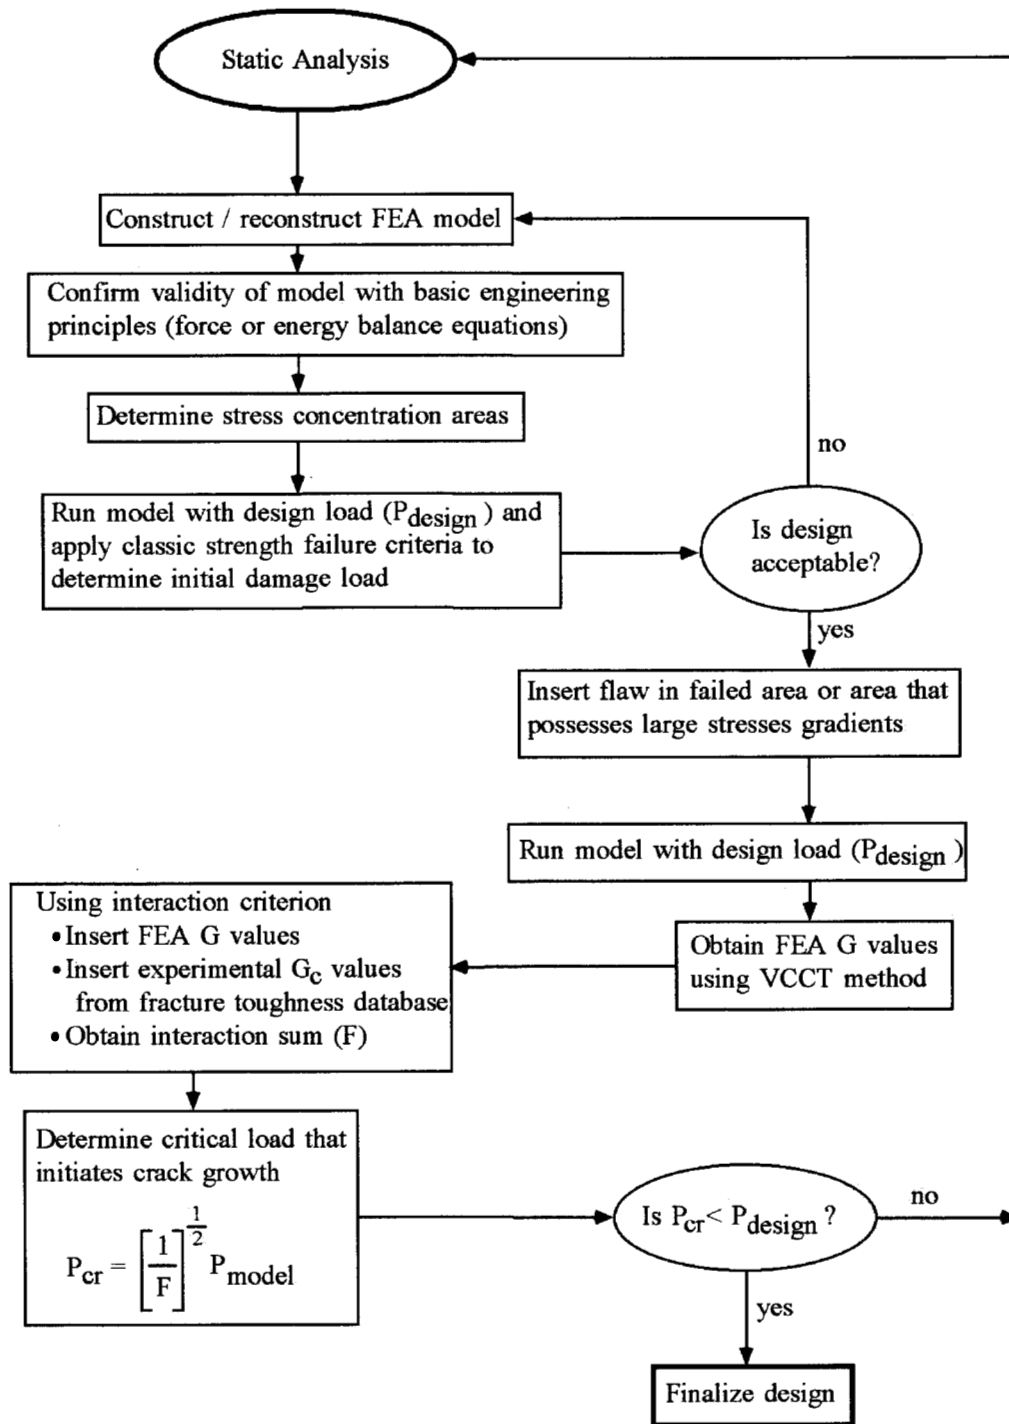 Static Analysis
Construct / reconstruct FEA model
Confirm validity of model with basic engineering
principles (force or energy balance equations)
Determine stress concentration areas
no
Run model with design load (Pdesign) and
apply classic strength failure criteria to
determine initial damage load
Is design
acceptable?
yes
Insert flaw in failed area or area that
possesses large stresses gradients
Run model with design load (Pdesign)
Using interaction criterion
• Insert FEA G values
• Insert experimental Gc values
from fracture toughness database
• Obtain interaction sum (F)
Obtain FEA G values
using VCCT method
Determine critical load that
initiates crack growth
Pcr = [1/F]^1/2 Pmodel
Is Pcr < Pdesign ?
no
yes
Finalize design